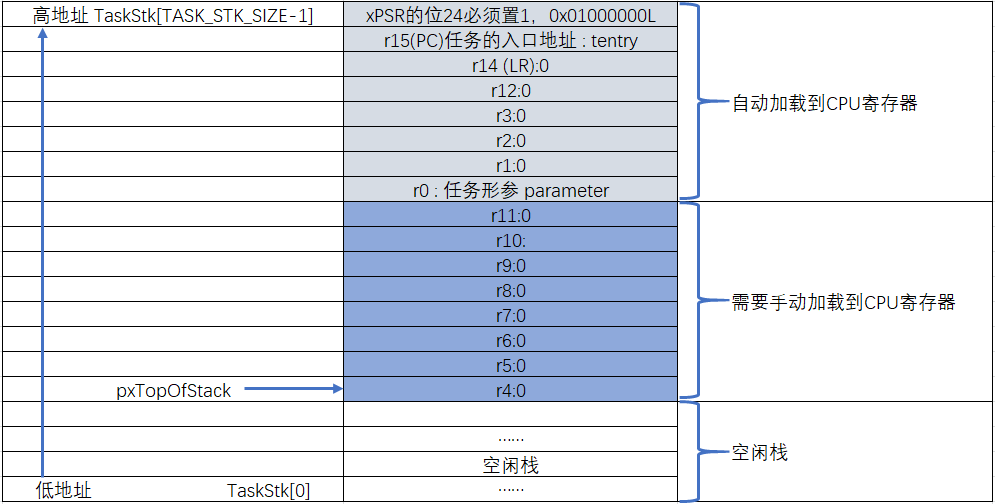 高地址 TaskStk[TASK_STK_SIZE-1]
xPSR的位24必须置1，0x01000000L
r15(PC)任务的入口地址 : tentry
r14 (LR):0
r12:0
r3:0
r2:0
r1:0
r0 : 任务形参 parameter
自动加载到CPU寄存器
r11:0
r10:
r9:0
r8:0
r7:0
r6:0
r5:0
pxTopOfStack
r4:0
需要手动加载到CPU寄存器
……
空闲栈
低地址 TaskStk[0]
……
空闲栈